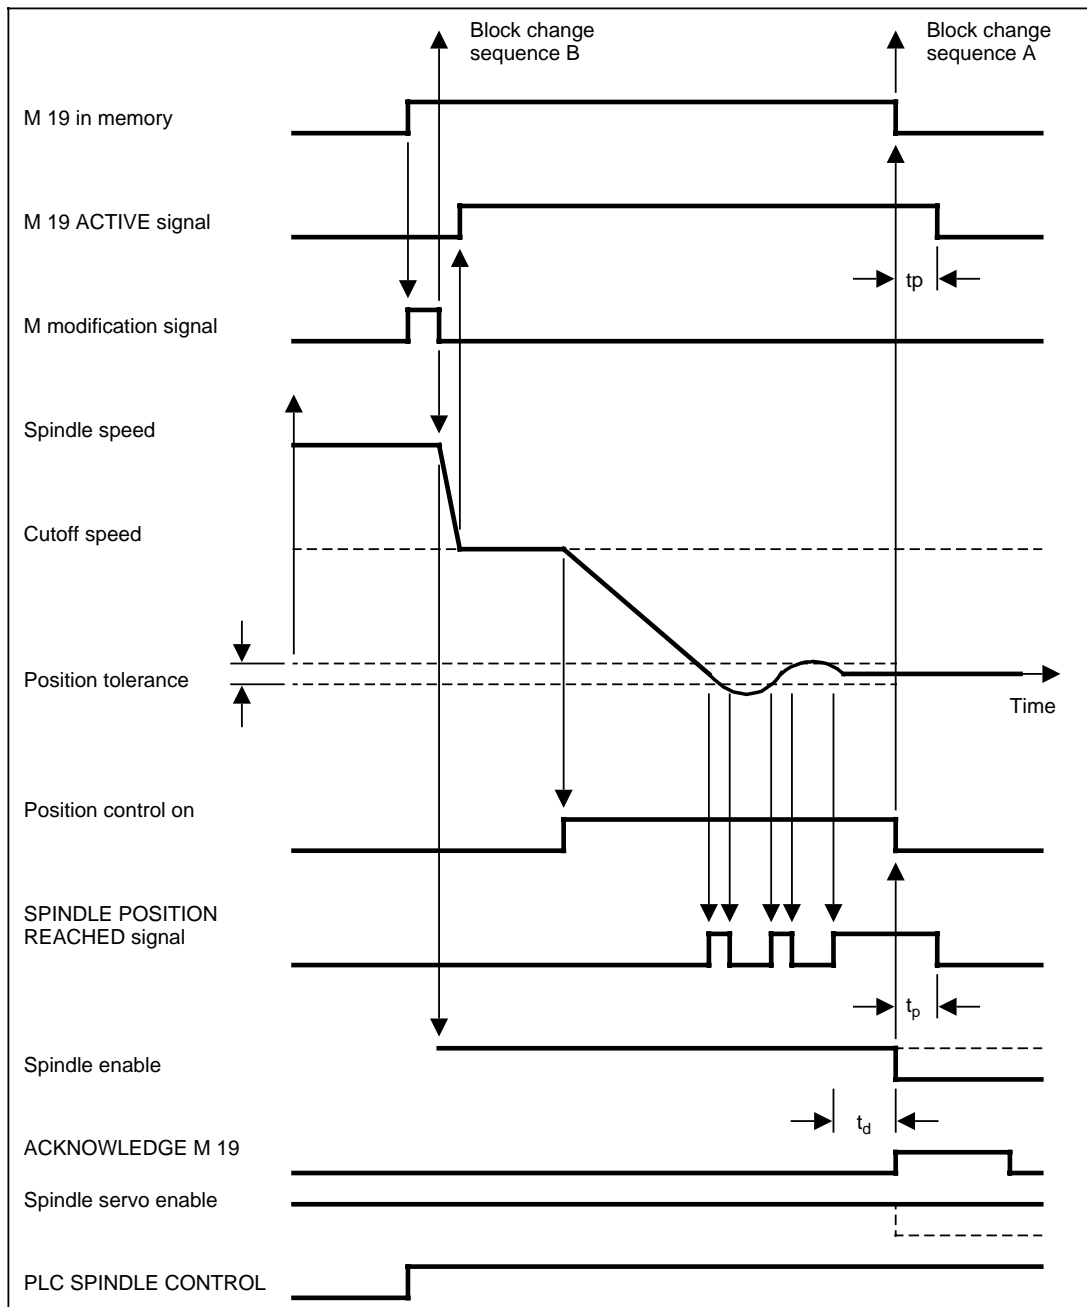 Block change
sequence B
Block change
sequence A
M 19 in memory
M 19 ACTIVE signal
tp
M modification signal
Spindle speed
Cutoff speed
Position tolerance
Time
Position control on
SPINDLE POSITION
REACHED signal
tp
Spindle enable
td
ACKNOWLEDGE M 19
Spindle servo enable
PLC SPINDLE CONTROL